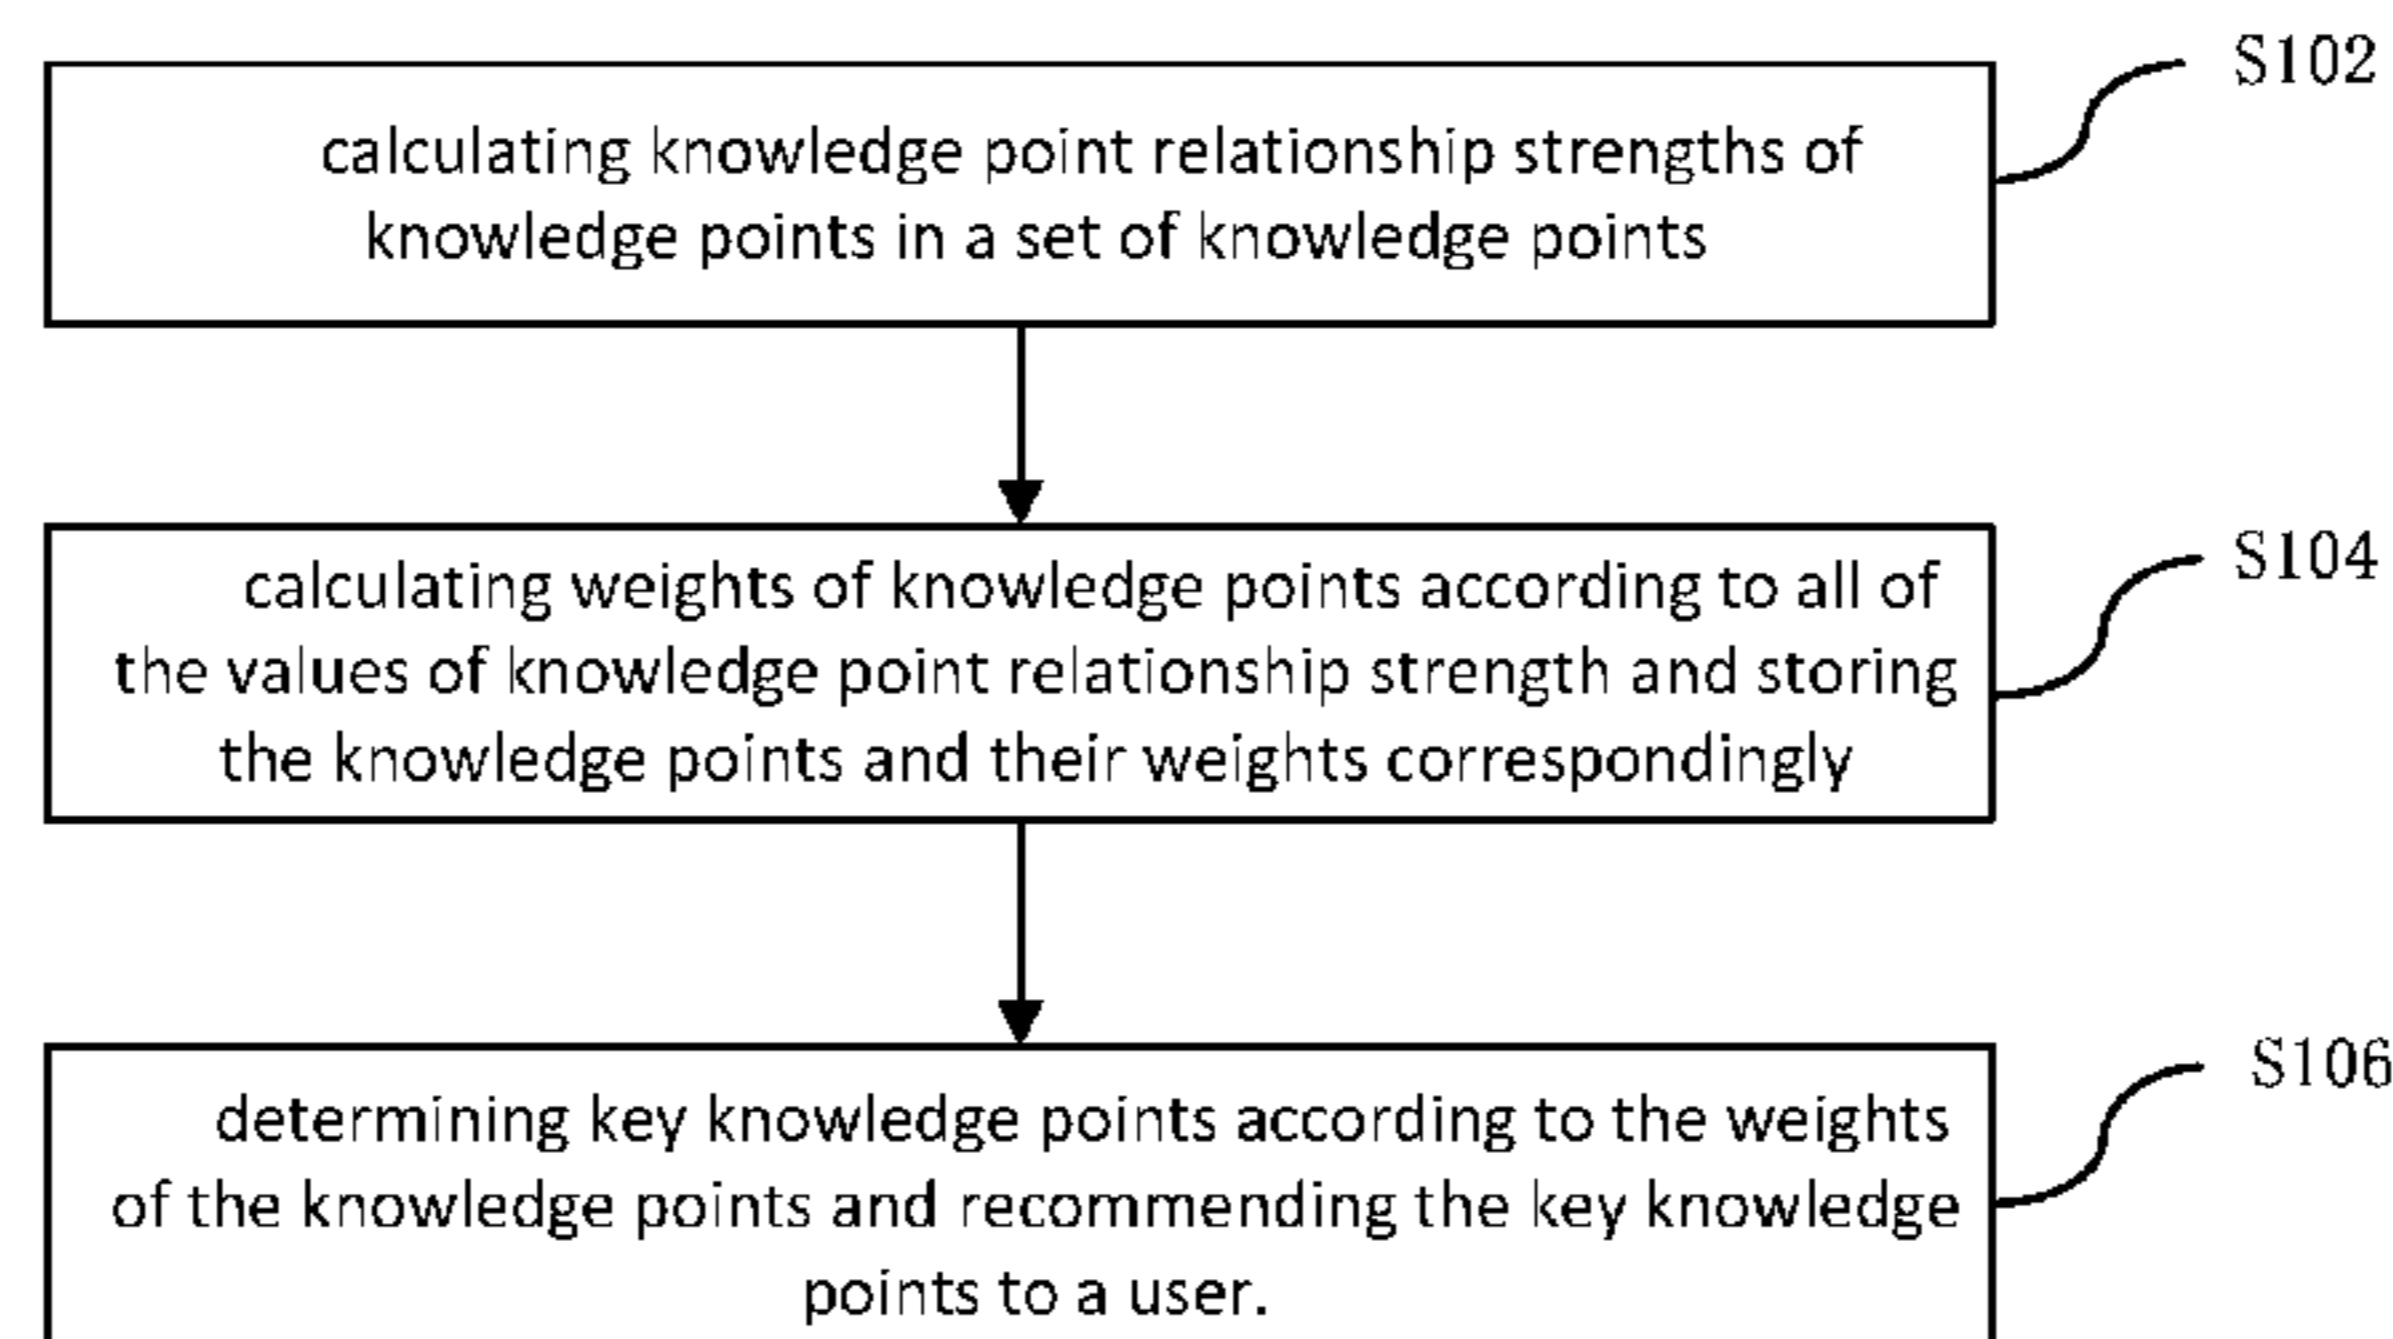 S102
calculating knowledge point relationship strengths of
knowledge points in a set of knowledge points
S104
calculating weights of knowledge points according to all of
the values of knowledge point relationship strength and storing
the knowledge points and their weights correspondingly
S106
determining key knowledge points according to the weights
of the knowledge points and recommending the key knowledge
points to a user.